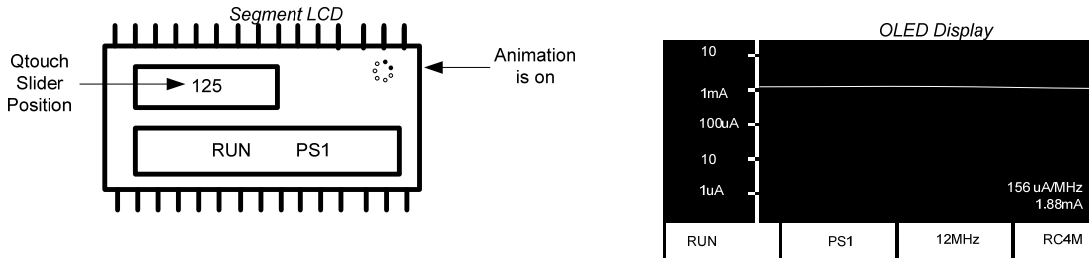 Segment LCD
Qtouch
Slider
Position
125
Animation
is on
RUN PS1
OLED Display
10
1mA
100uA
10
1uA
156 uA/MHz
1.88mA
RUN PS1 12MHz RC4M